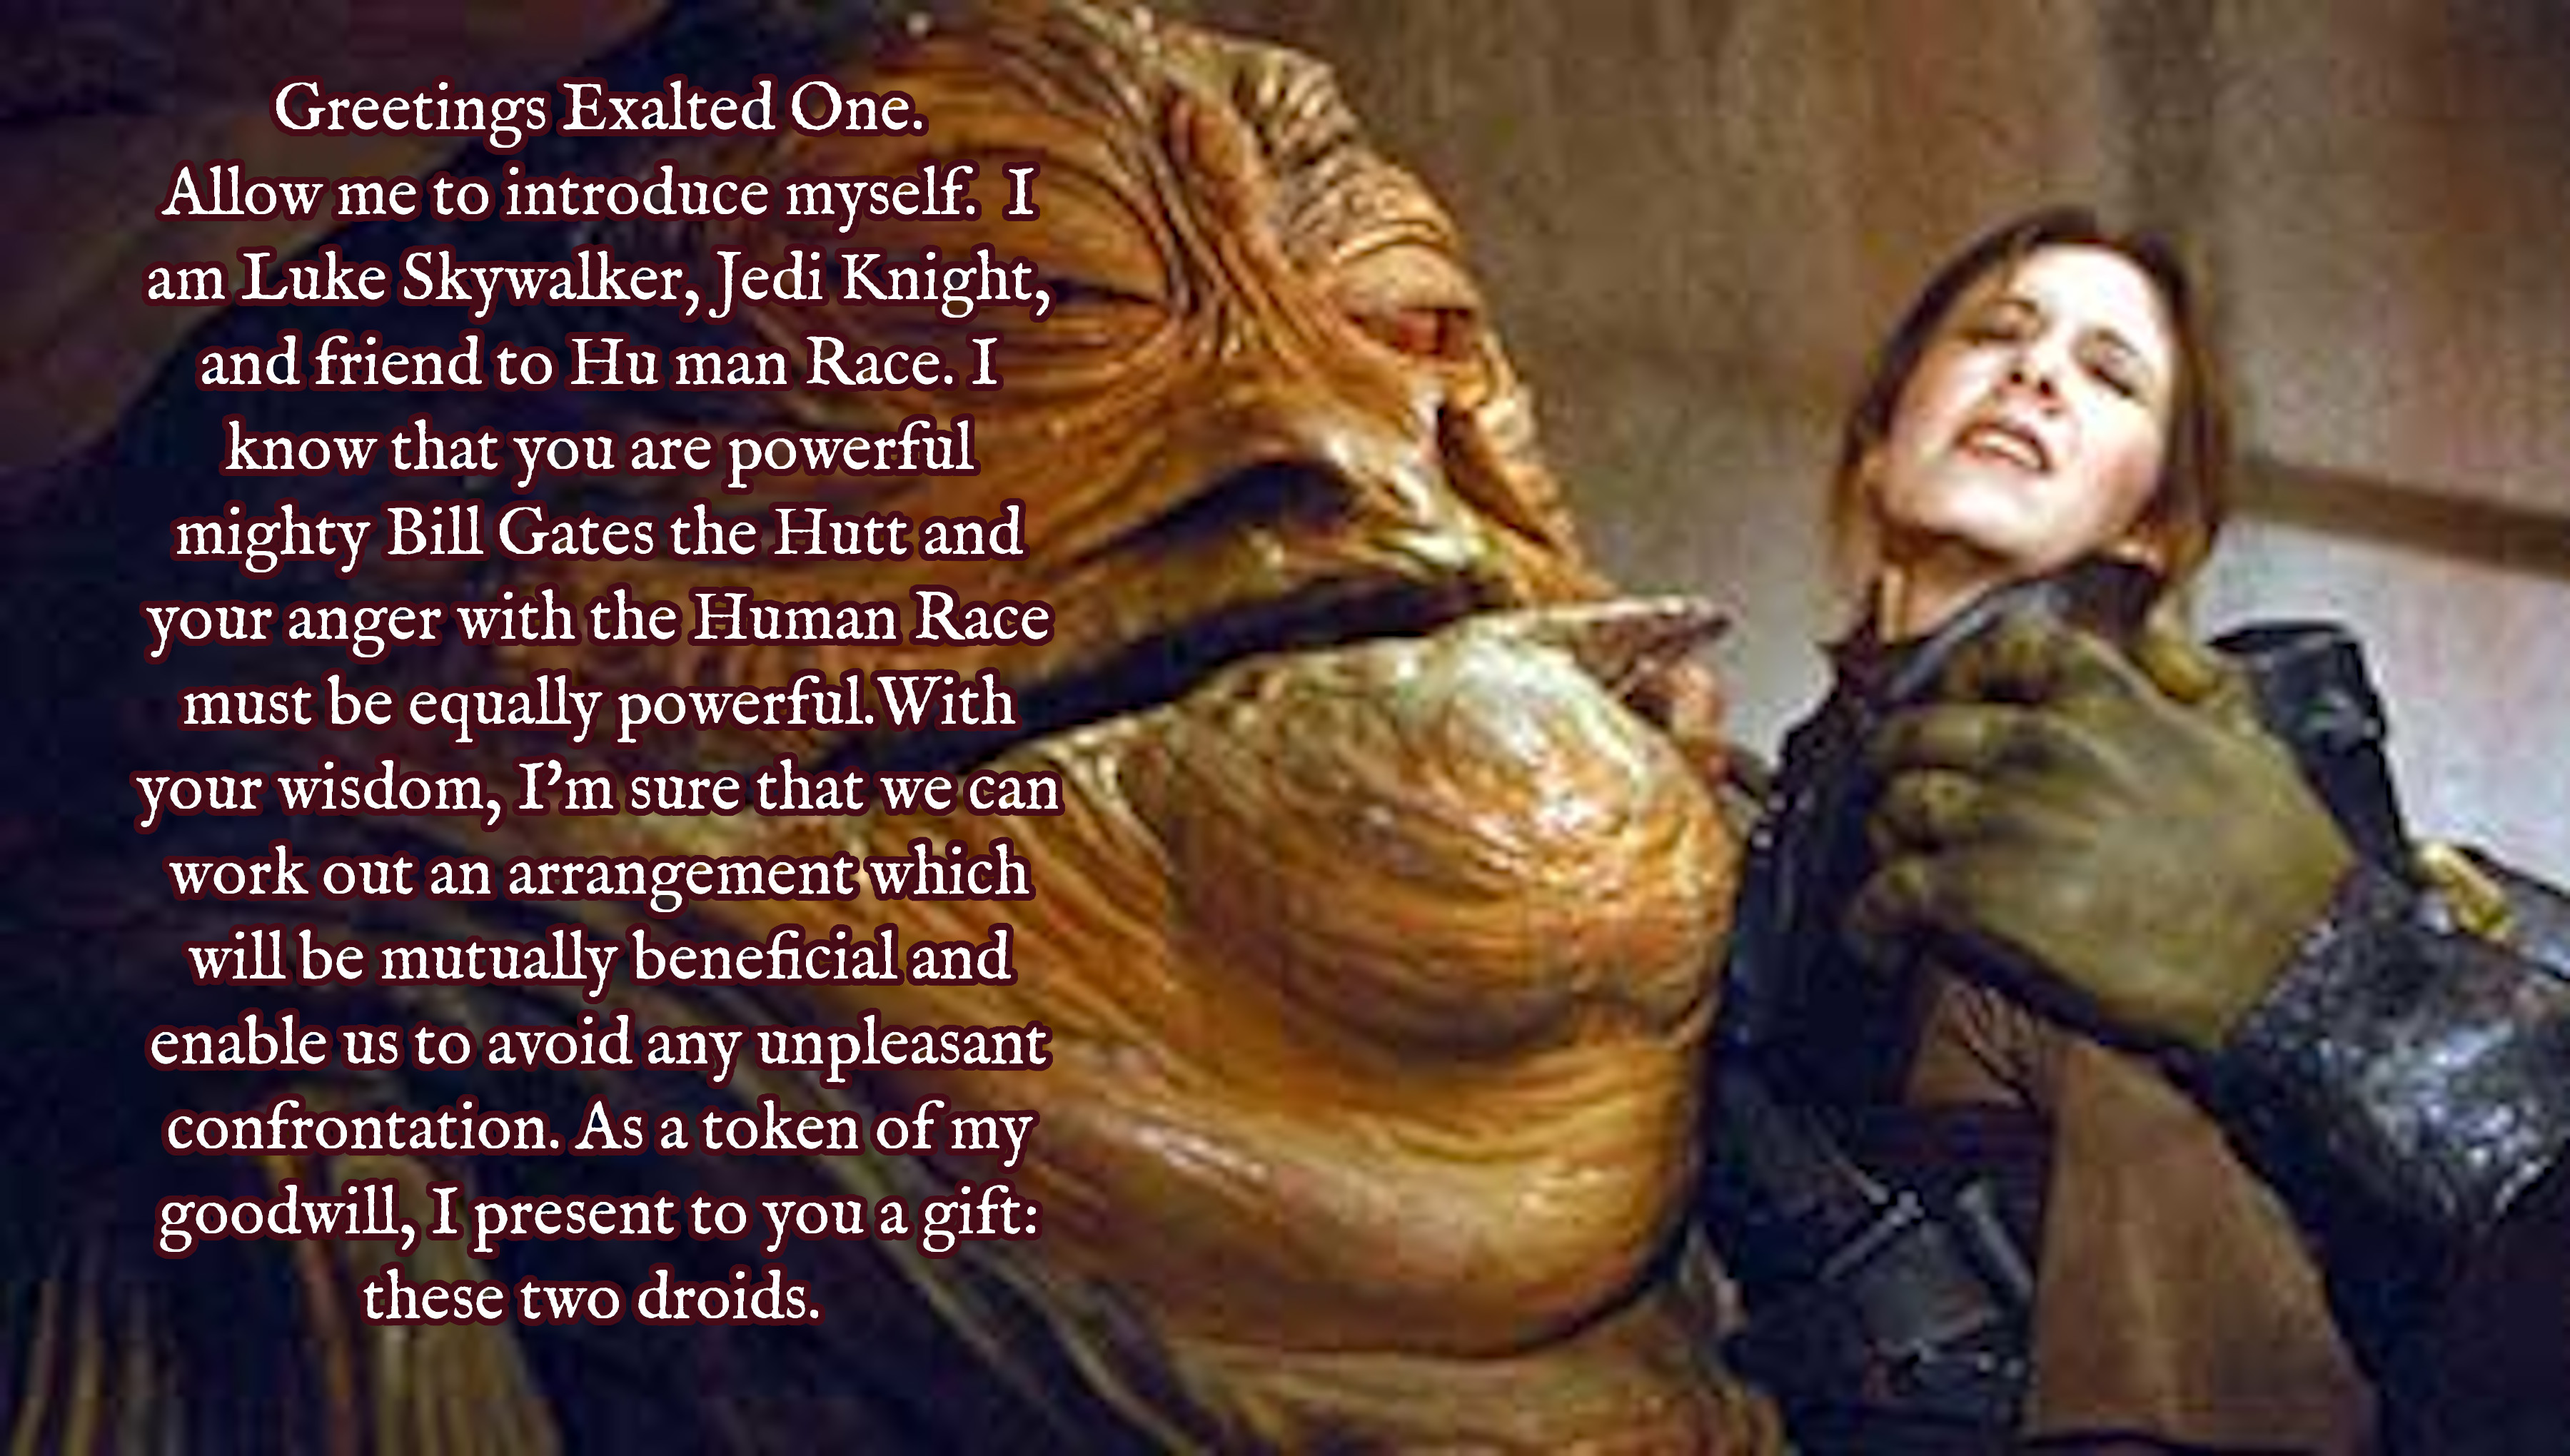 Greetings Exalted One.
Allow me to introduce myself.  I
am Luke Skywalker, Jedi Knight,
and friend to Hu man Race. I
know that you are powerful
mighty Bill Gates the Hutt and
your anger with the Human Race
must be equally powerful.With
your wisdom, I'm sure that we can
work out an arrangement which
will be mutually beneficial and
enable us to avoid any unpleasant
confrontation. As a token of my
goodwill, I present to you a gift:
these two droids.